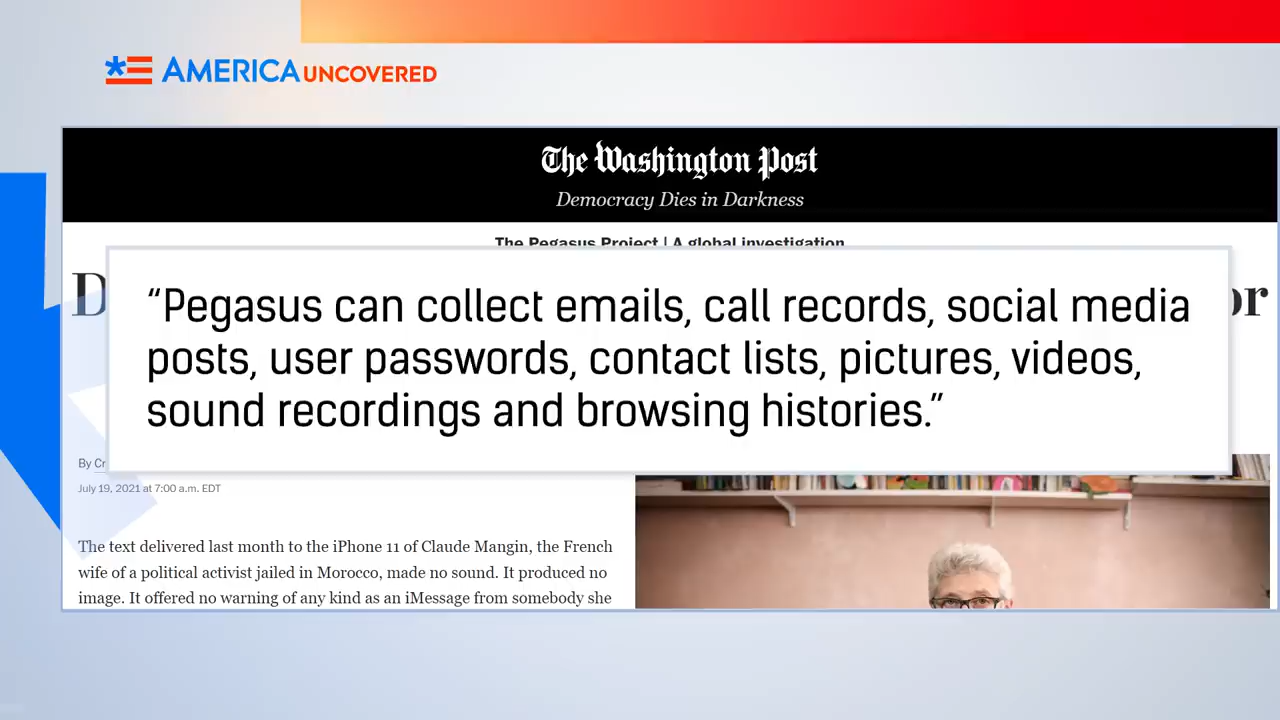 AMERICA UNCOVERED
The Washington Post
Democracy Dies in Darkness
The Pegasus Project | A global investigation
“Pegasus can collect emails, call records, social media
posts, user passwords, contact lists, pictures, videos,
sound recordings and browsing histories.”
By Cr
July 19, 2021 at 7:00 a.m. EDT
The text delivered last month to the iPhone 11 of Claude Mangin, the French
wife of a political activist jailed in Morocco, made no sound. It produced no
image. It offered no warning of any kind as an iMessage from somebody she